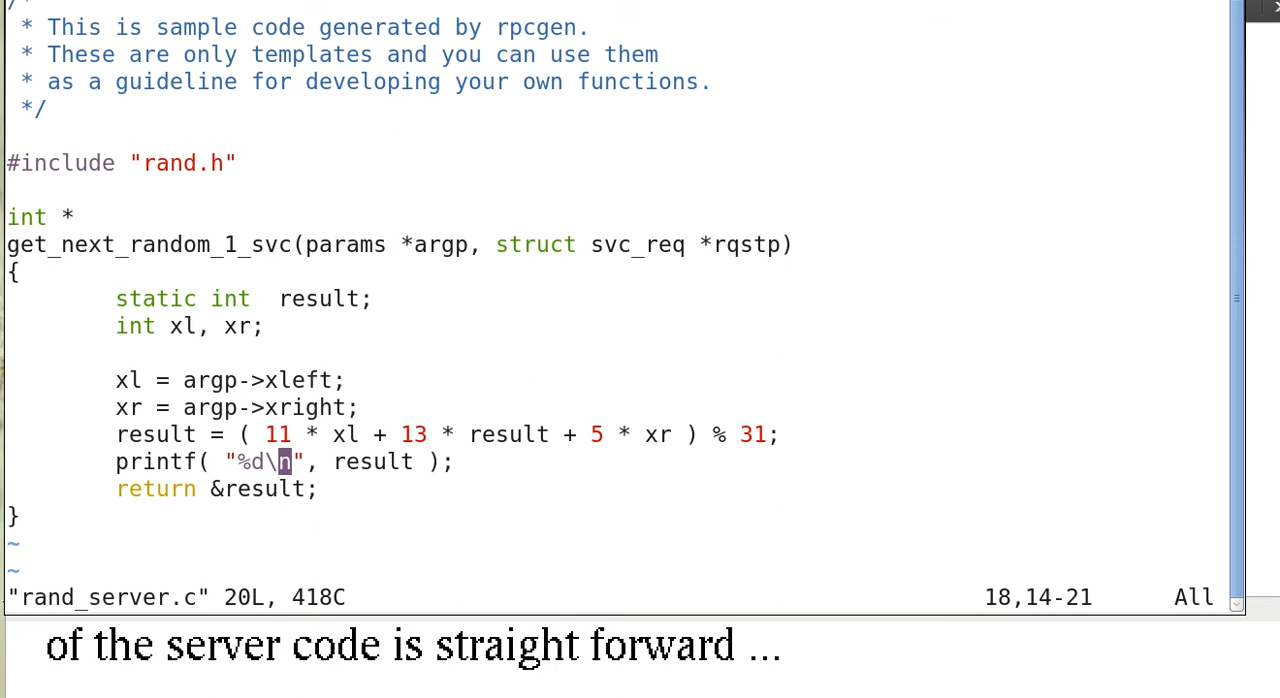 /*
 * This is sample code generated by rpcgen.
 * These are only templates and you can use them
 * as a guideline for developing your own functions.
 */
#include "rand.h"
int *
get_next_random_1_svc(params *argp, struct svc_req *rqstp)
{
static int  result;
int xl, xr;
xl = argp->xleft;
xr = argp->xright;
result = ( 11 * xl + 13 * result + 5 * xr ) % 31;
printf( "%d\n", result );
return &result;
}
~
~
"rand_server.c" 20L, 418C 18,14-21 All
of the server code is straight forward ...